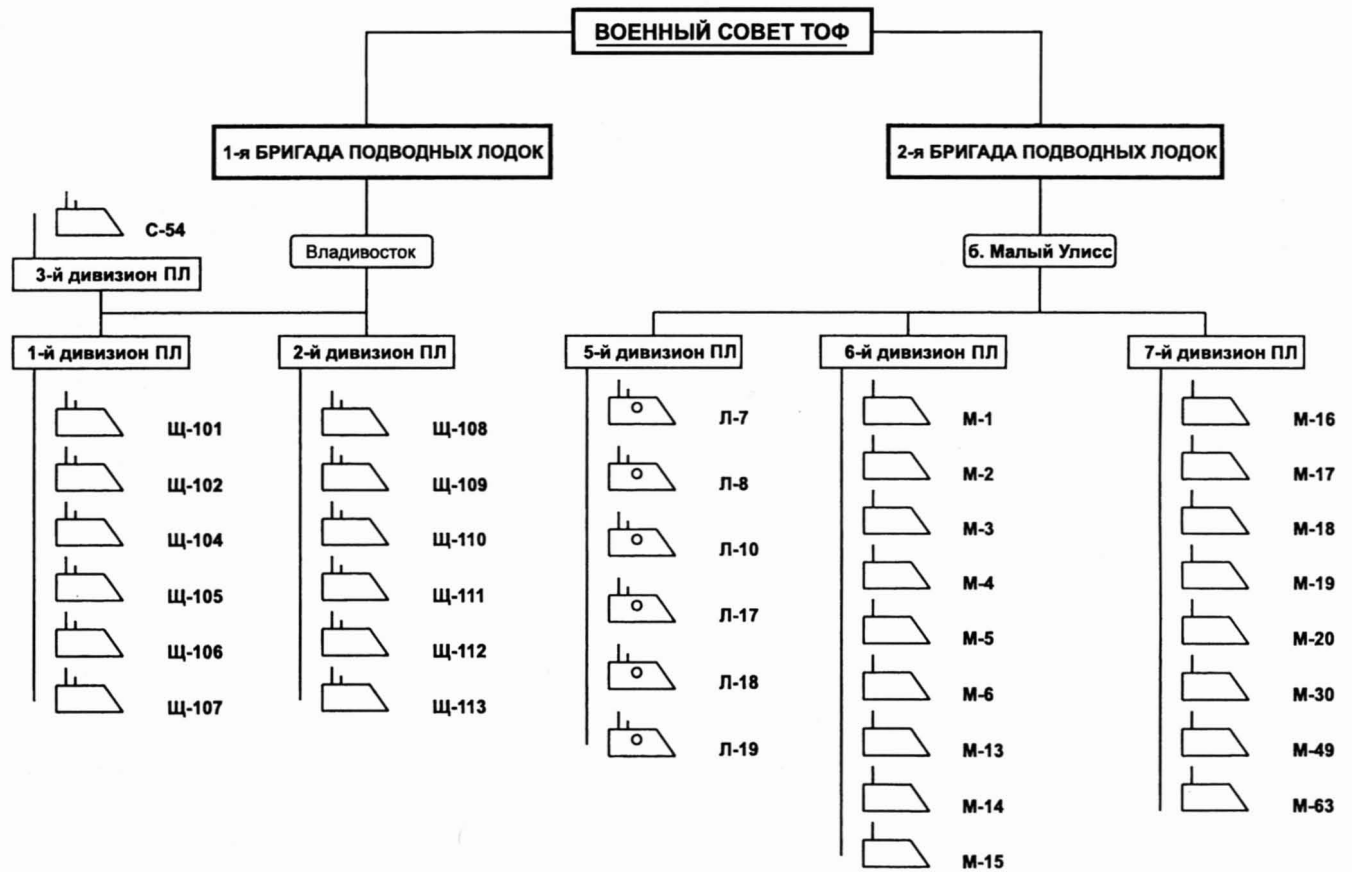 ВОЕННЫЙ СОВЕТ ТОФ
1-я БРИГАДА ПОДВОДНЫХ ЛОДОК
2-я БРИГАДА ПОДВОДНЫХ ЛОДОК
С-54
3-й дивизион ПЛ
Владивосток
б. Малый Улисс
1-й дивизион ПЛ
Щ-101
Щ-102
Щ-104
Щ-105
Щ-106
Щ-107
2-й дивизион ПЛ
Щ-108
Щ-109
Щ-110
Щ-111
Щ-112
Щ-113
5-й дивизион ПЛ
Л-7
Л-8
Л-10
Л-17
Л-18
Л-19
6-й дивизион ПЛ
М-1
М-2
М-3
М-4
М-5
М-6
М-13
М-14
М-15
7-й дивизион ПЛ
М-16
М-17
М-18
М-19
М-20
М-30
М-49
М-63